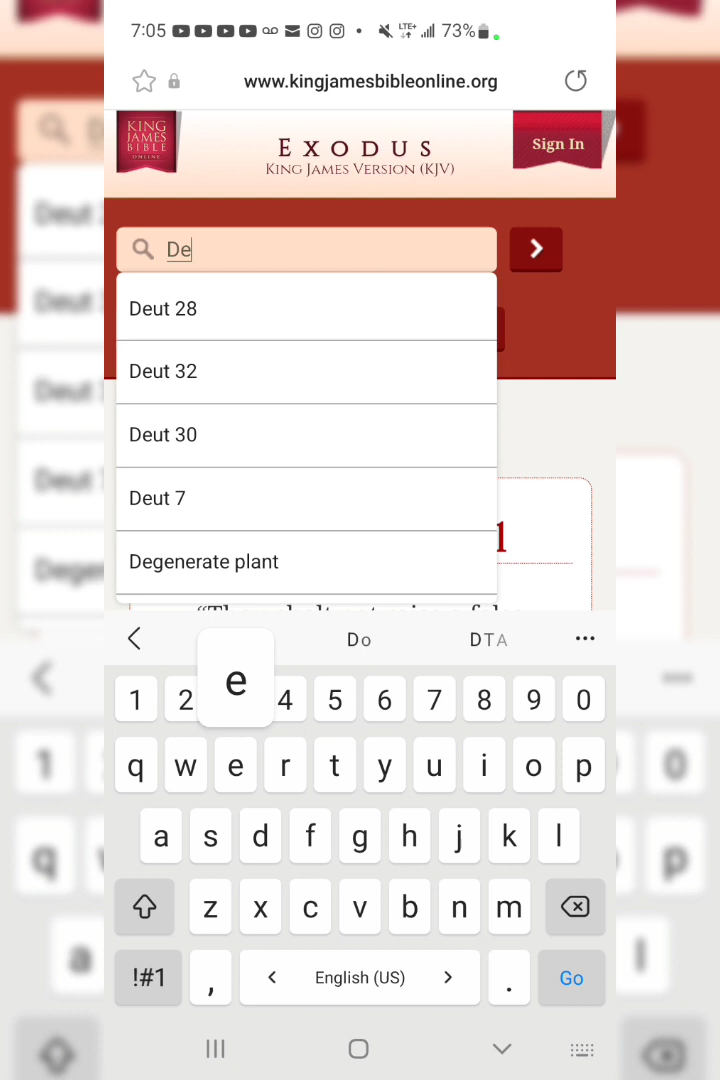 7:05 LTE+ 73%
www.kingjamesbibleonline.org
KING
JAMES
BIBLE
ONLINE
EXODUS
KING JAMES VERSION (KJV)
Sign In
De
Deut 28
Deut 32
Deut 30
Deut 7
Degenerate plant
1
Do DTA
e
1 2 4 5 6 7 8 9 0
q w e r t y u i o p
a s d f g h j k l
z x c v b n m
!#1 , English (US) . Go